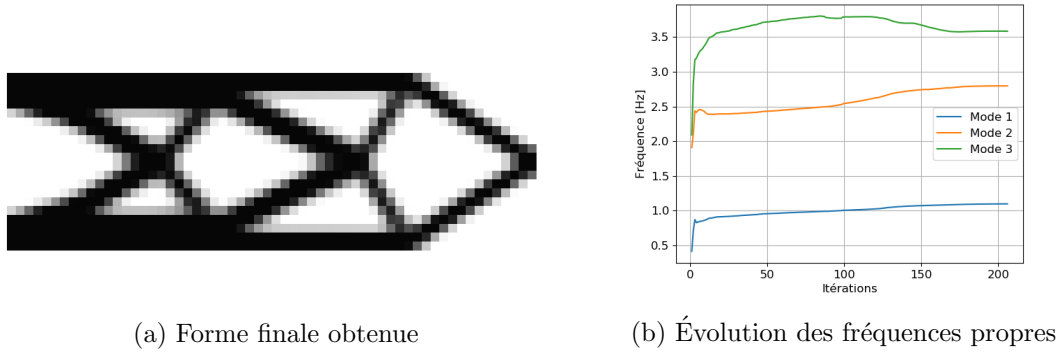 3.5
3.0
2.5
2.0
1.5
1.0
0.5
Fréquence [Hz]
Mode 1
Mode 2
Mode 3
0 50 100 150 200
Itérations
(a) Forme finale obtenue
(b) Évolution des fréquences propres